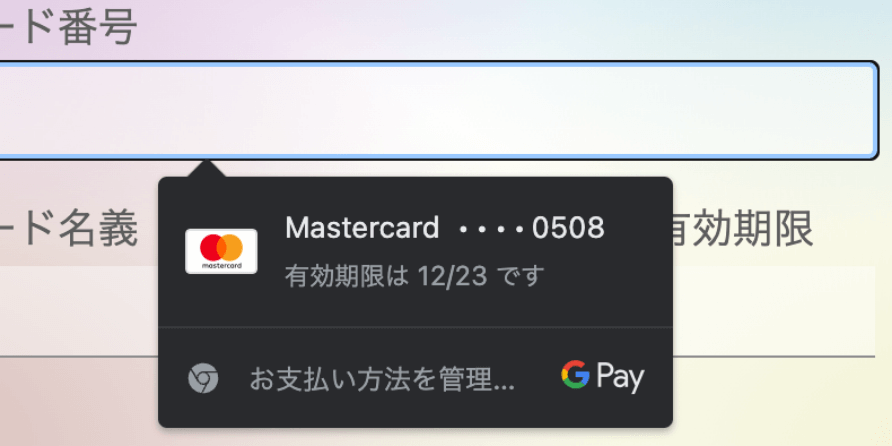 ード番号
Mastercard ････0508
mastercard
有効期限は 12/23 です
ード名義
有効期限
お支払い方法を管理...
G Pay